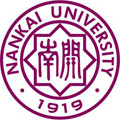 NANKAI UNIVERSITY
南開
· 1919 ·